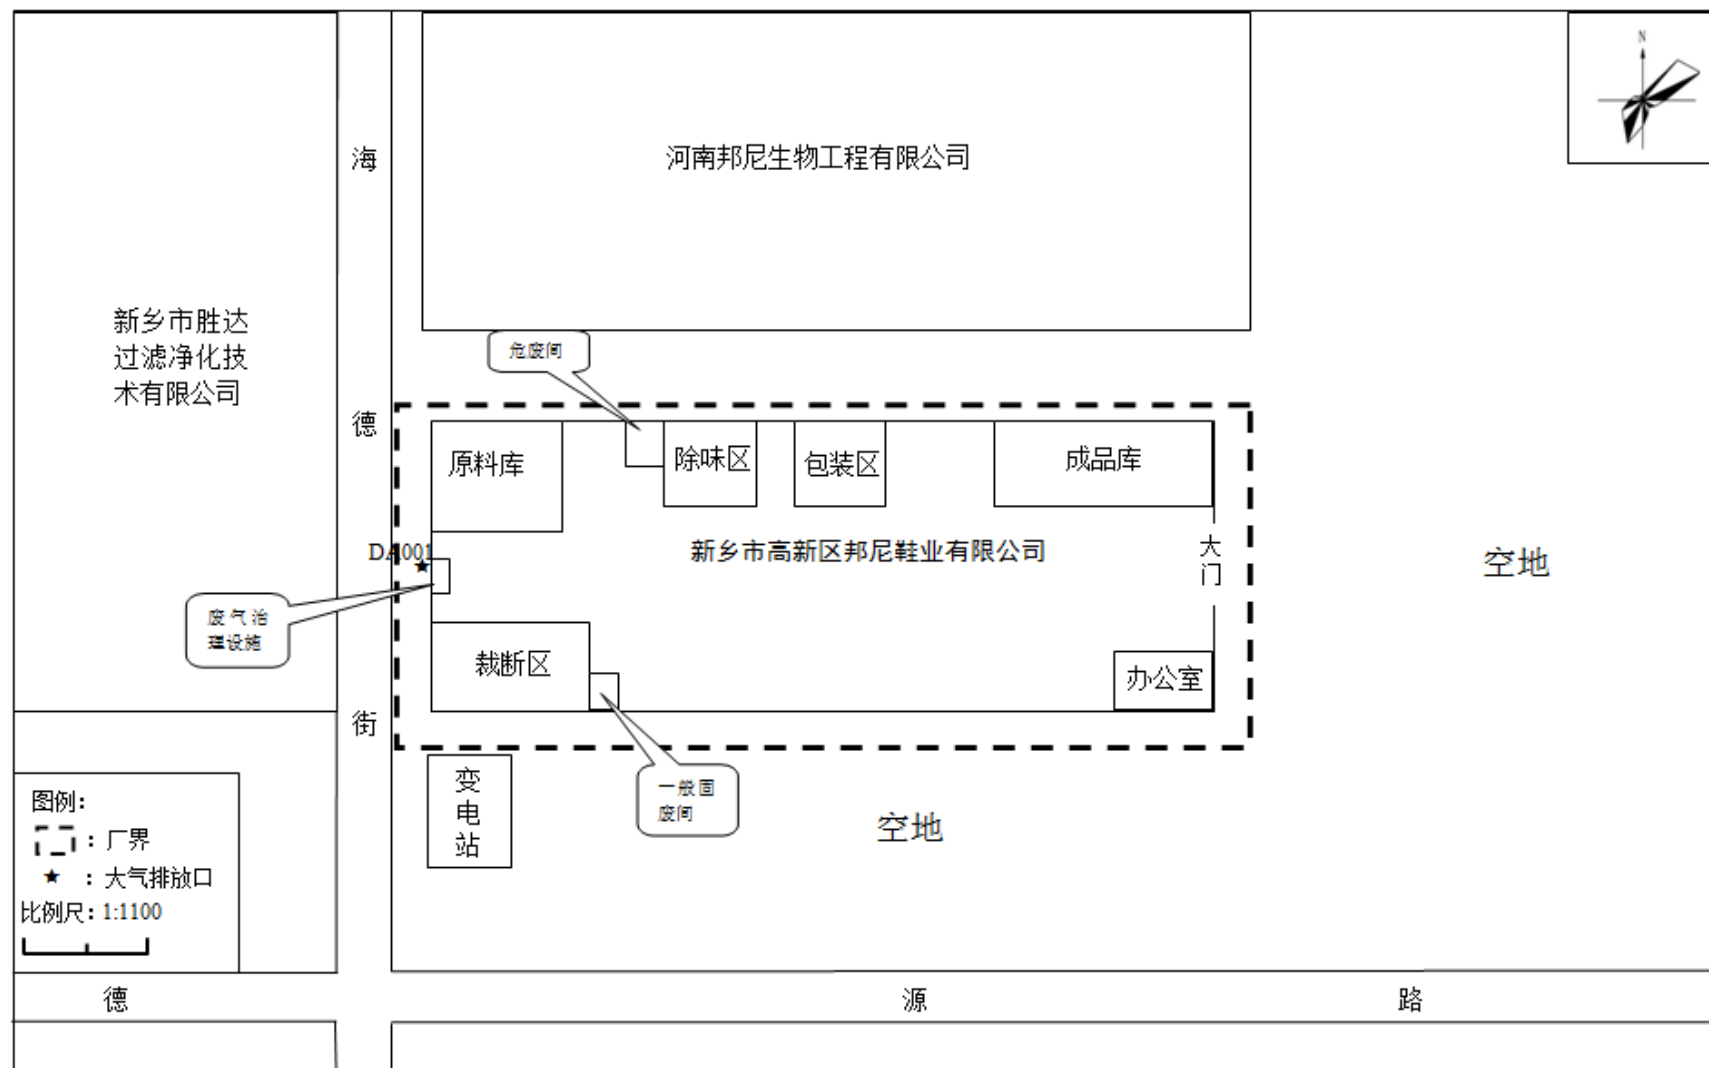 N
海
河南邦尼生物工程有限公司
新乡市胜达
过滤净化技
术有限公司
危废间
德
原料库
除味区
包装区
成品库
DA001
新乡市高新区邦尼鞋业有限公司
大
门
空地
废气治
理设施
裁断区
办公室
街
变
电
站
一般固
废间
空地
图例：
：厂界
★ ：大气排放口
比例尺：1:1100
德
源
路